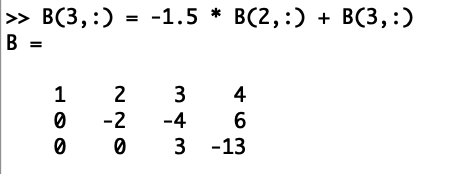 >> B(3,:) = -1.5 * B(2,:) + B(3,:)
B =
1 2 3 4
0 -2 -4 6
0 0 3 -13